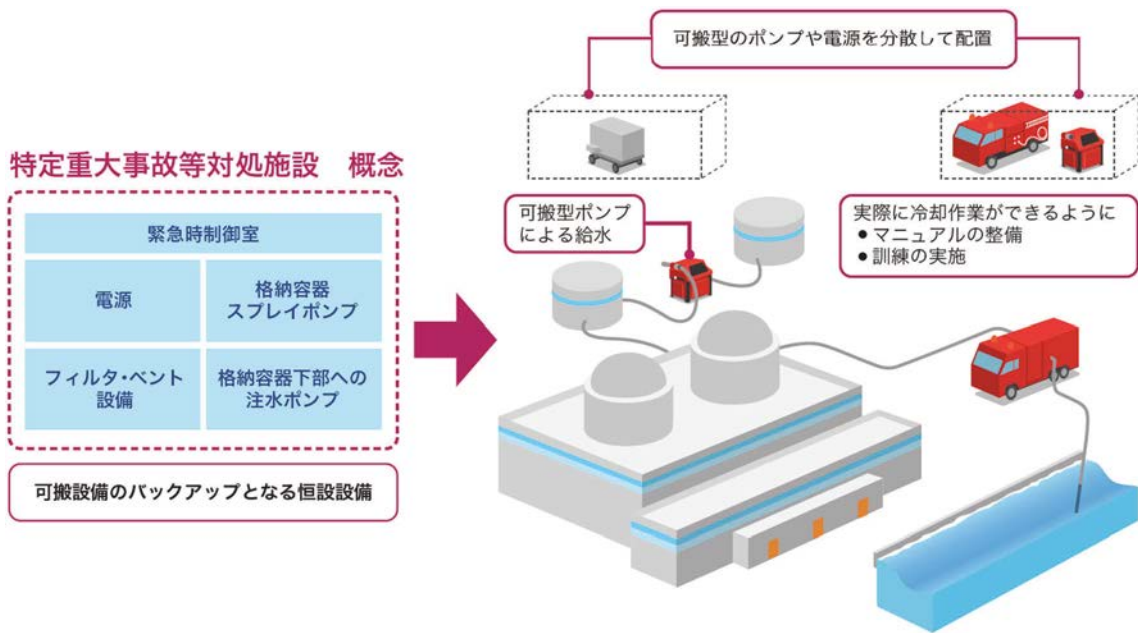 可搬型のポンプや電源を分散して配置
特定重大事故等対処施設　概念
緊急時制御室
電源
格納容器
スプレイポンプ
フィルタ・ベント
設備
格納容器下部への
注水ポンプ
可搬設備のバックアップとなる恒設設備
可搬型ポンプ
による給水
実際に冷却作業ができるように
● マニュアルの整備
● 訓練の実施